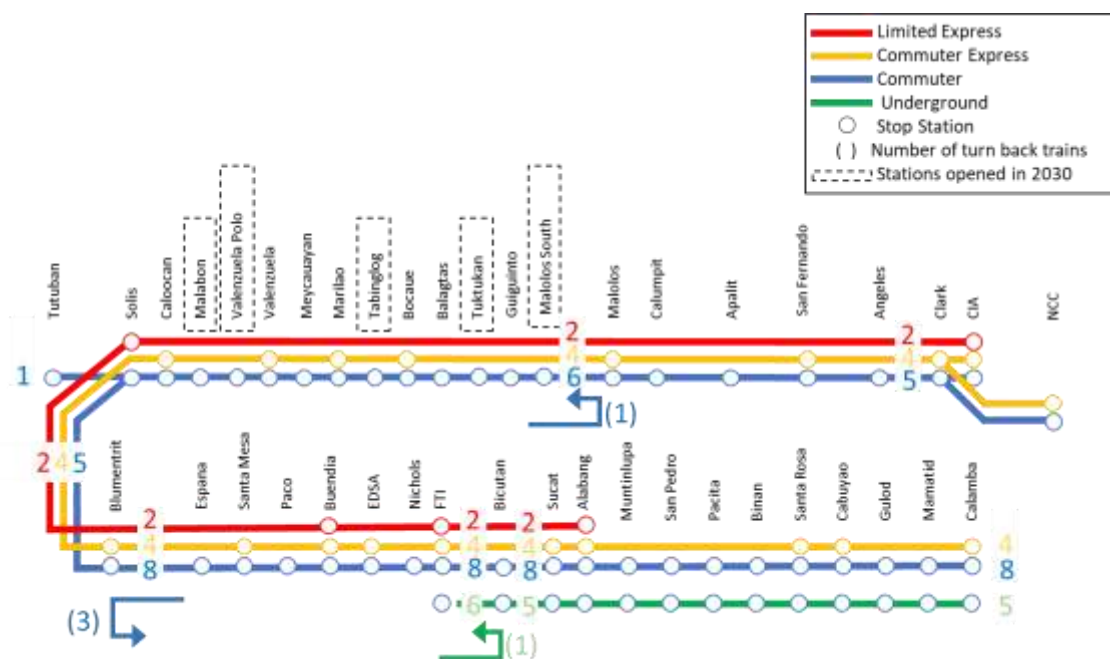 Limited Express
Commuter Express
Commuter
Underground
Stop Station
( ) Number of turn back trains
Stations opened in 2030
Tutuban
Solis
Caloocan
Malabon
Valenzuela Polo
Valenzuela
Meycauayan
Marilao
Tabinglog
Bocaue
Balagtas
Tuktukan
Guiguinto
Malolos South
Malolos
Calumpit
Apalit
San Fernando
Angeles
Clark
CIA
NCC
2 2
4 4
1 6 5
(1)
2 4 5
Blumentrit
Espana
Santa Mesa
Paco
Buendia
EDSA
Nichols
FTI
Bicutan
Sucat
Alabang
Muntinlupa
San Pedro
Pacita
Binan
Santa Rosa
Cabuyao
Gulod
Mamatid
Calamba
2 2 2
4 4 4 4
8 8 8 8
6 5 5
(3)
(1)